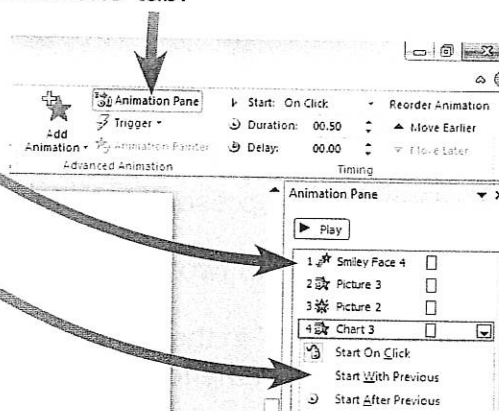 Animation Pane
Trigger
Add
Animation
Animation Painter
Advanced Animation
Start: On Click
Duration: 00.50
Delay: 00.00
Timing
Reorder Animation
Move Earlier
Move Later
Animation Pane
Play
1 Smiley Face 4
2 Picture 3
3 Picture 2
4 Chart 3
Start On Click
Start With Previous
Start After Previous